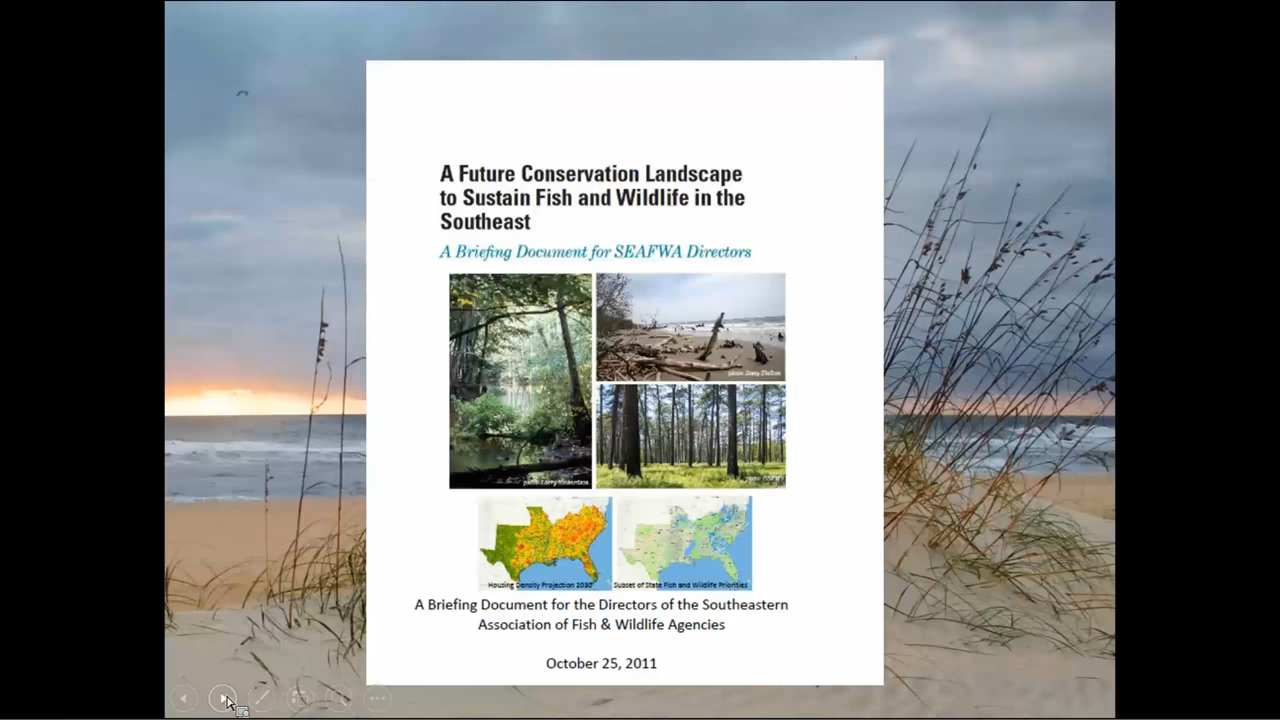 A Future Conservation Landscape
to Sustain Fish and Wildlife in the
Southeast
A Briefing Document for SEAFWA Directors
photo:
photo:
Housing Density Projection 2030
Subset of State Fish and Wildlife Priorities
A Briefing Document for the Directors of the Southeastern
Association of Fish & Wildlife Agencies
October 25, 2011